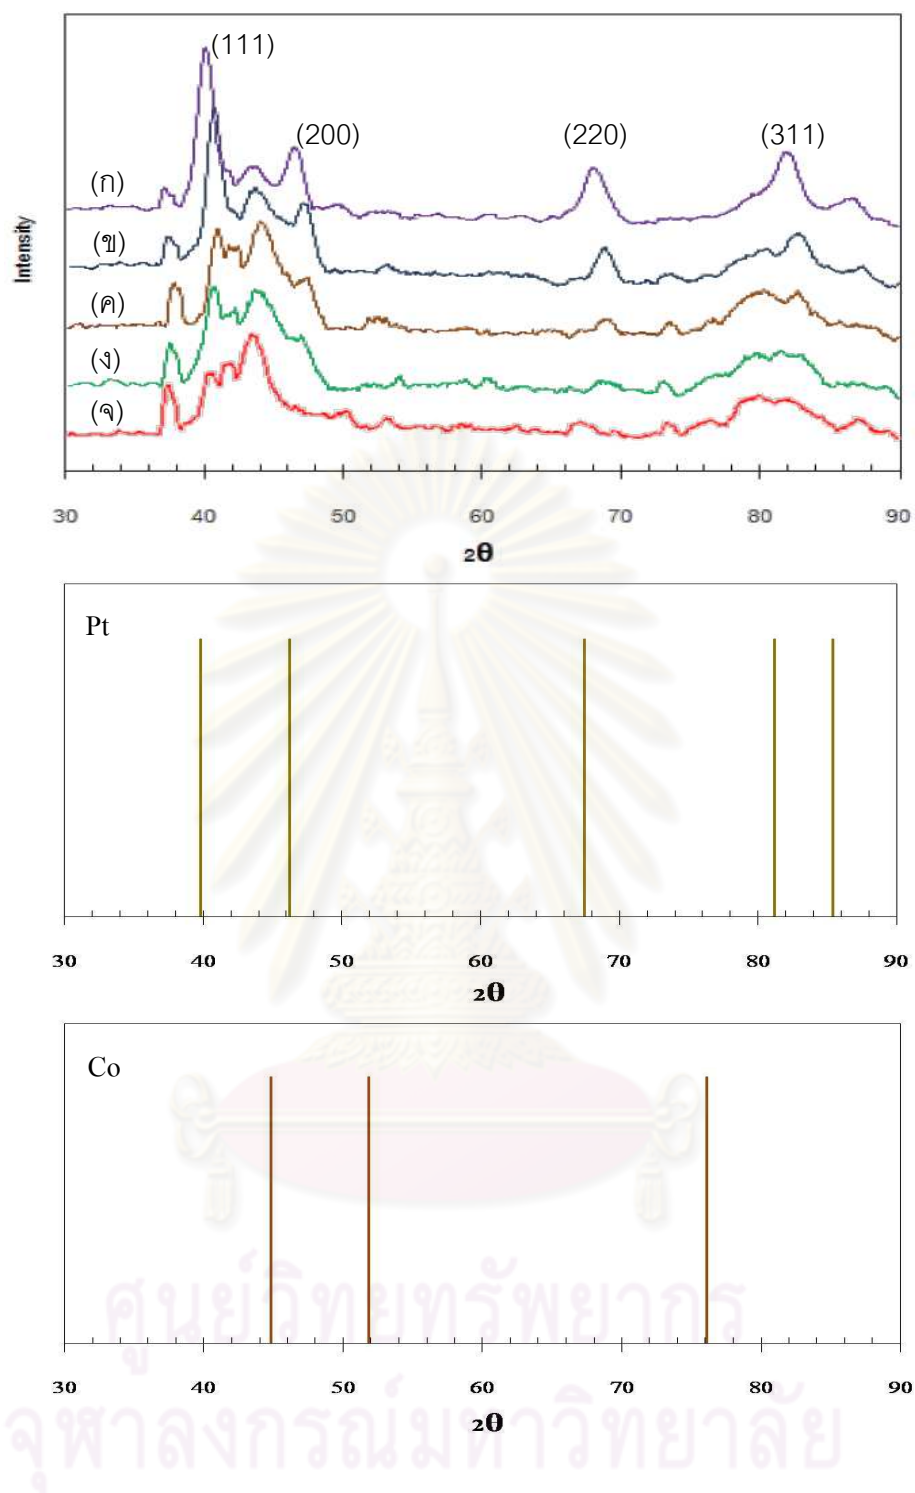 (111)
(200) (220) (311)
(ก)
(ข)
(ค)
(ง)
(จ)
Intensity
30 40 50 60 70 80 90
2θ
Pt
30 40 50 60 70 80 90
2θ
Co
30 40 50 60 70 80 90
2θ
ศูนย์วิทยทรัพยากร
จุฬาลงกรณ์มหาวิทยาลัย